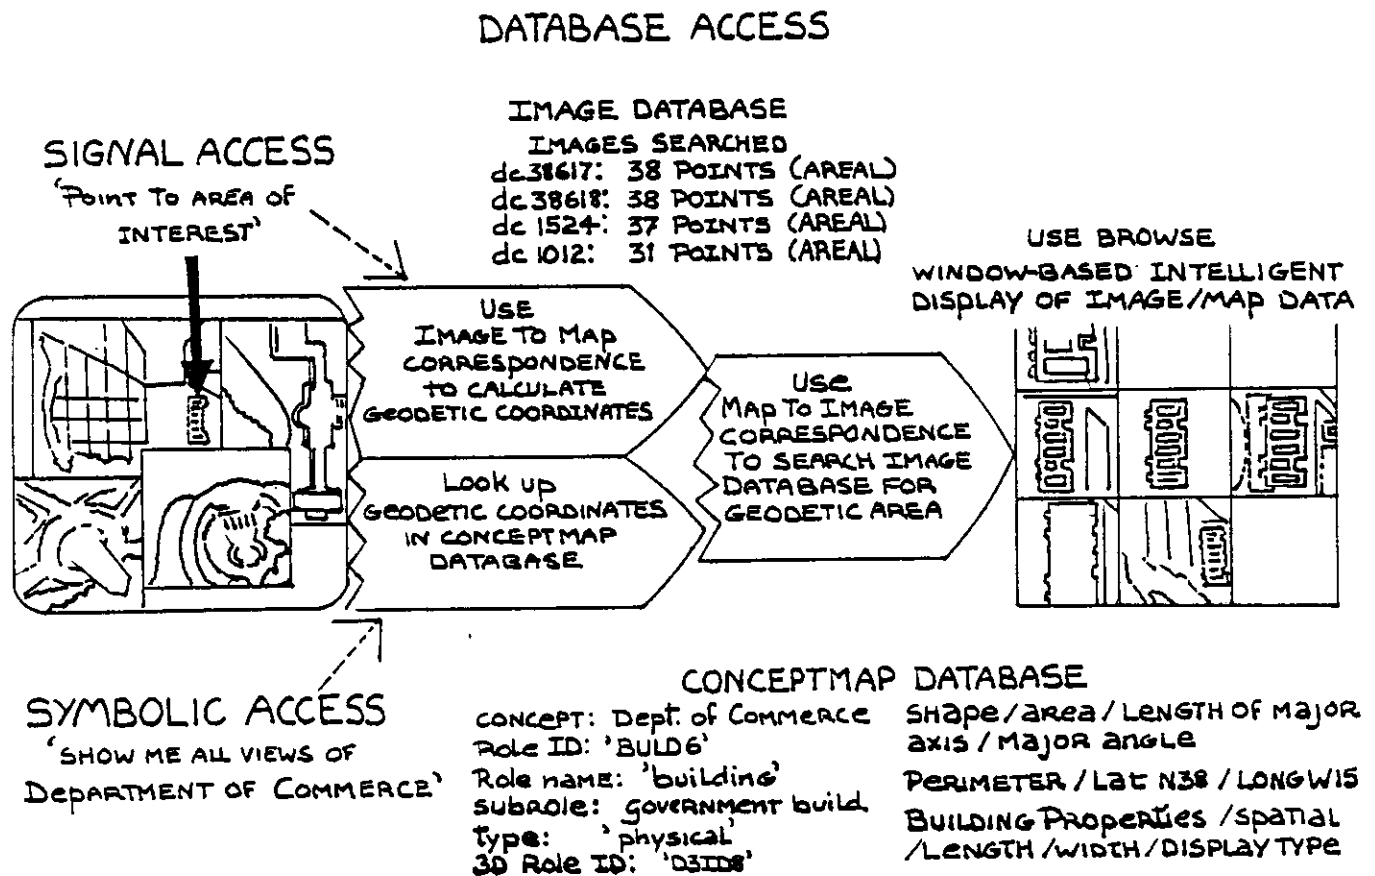 DATABASE ACCESS
IMAGE DATABASE
IMAGES SEARCHED
dc38617: 38 POINTS (AREAL)
dc38618: 38 POINTS (AREAL)
dc 1524: 37 POINTS (AREAL)
dc 1012: 31 POINTS (AREAL)
SIGNAL ACCESS
'POINT TO AREA OF
INTEREST'
USE BROWSE
WINDOW-BASED INTELLIGENT
DISPLAY OF IMAGE/MAP DATA
USE
IMAGE TO MAP
CORRESPONDENCE
TO CALCULATE
GEODETIC COORDINATES
Look up
GEODETIC COORDINATES
IN CONCEPTMAP
DATABASE
USE
MAP TO IMAGE
CORRESPONDENCE
TO SEARCH IMAGE
DATABASE FOR
GEODETIC AREA
SYMBOLIC ACCESS
'SHOW ME ALL VIEWS OF
DEPARTMENT OF COMMERCE'
CONCEPTMAP DATABASE
CONCEPT: Dept. of Commerce
Role ID: 'BULD6'
Role name: 'building'
subrole: government build
type: 'physical'
3D Role ID: 'D3ID8'
Shape/area/LENGTH OF Major
axis/Major angle
PERIMETER/Lat N38/LONG W15
BUILDING Properties/spatial
/LENGTH/WIDTH/DISPLAY TYPE